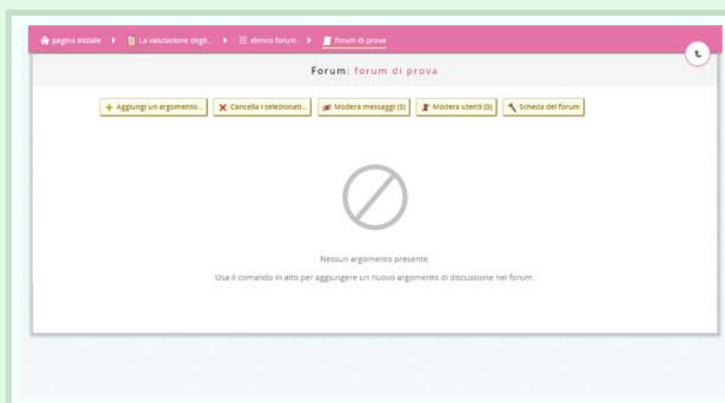 pagina iniziale La valutazione degli... elenco forum forum di prova
Forum: forum di prova
Aggiungi un argomento... Cancella i selezionati... Modera messaggi (0) Modera utenti (0) Scheda del forum
Nessun argomento presente.
Usa il comando in alto per aggiungere un nuovo argomento di discussione nel forum.